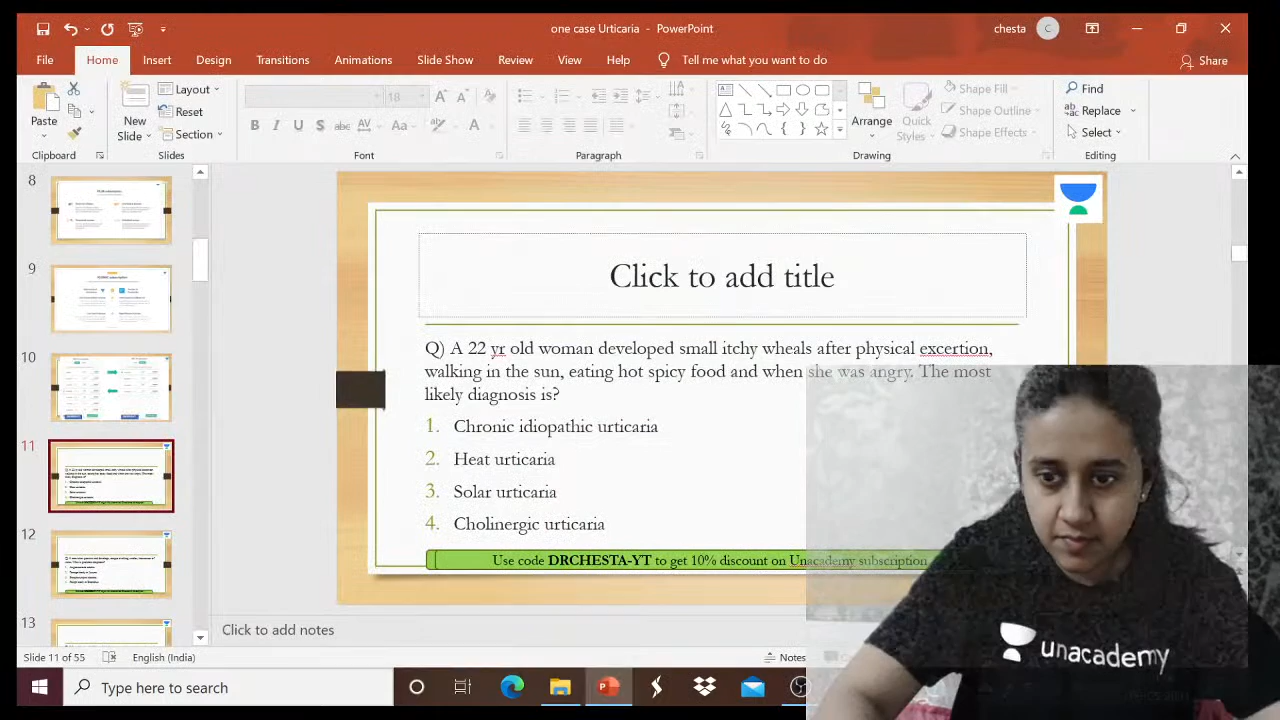 one case Urticaria - PowerPoint
chesta
C
File
Home
Insert
Design
Transitions
Animations
Slide Show
Review
View
Help
Tell me what you want to do
Share
Paste
New
Slide
Layout
Reset
Section
18
Arrange
Quick
Styles
Shape Fill
Shape Outline
Shape Effects
Find
Replace
Select
Clipboard
Slides
Font
Paragraph
Drawing
Editing
8
9
10
11
12
13
Click to add title
Q) A 22 yr old woman developed small itchy wheals after physical excertion,
walking in the sun, eating hot spicy food and when she was angry. The most
likely diagnosis is?
1. Chronic idiopathic urticaria
2. Heat urticaria
3. Solar urticaria
4. Cholinergic urticaria
Use code DRCHESTA-YT to get 10% discount on Unacademy subscription
Click to add notes
unacademy
Slide 11 of 55
English (India)
Notes
Type here to search